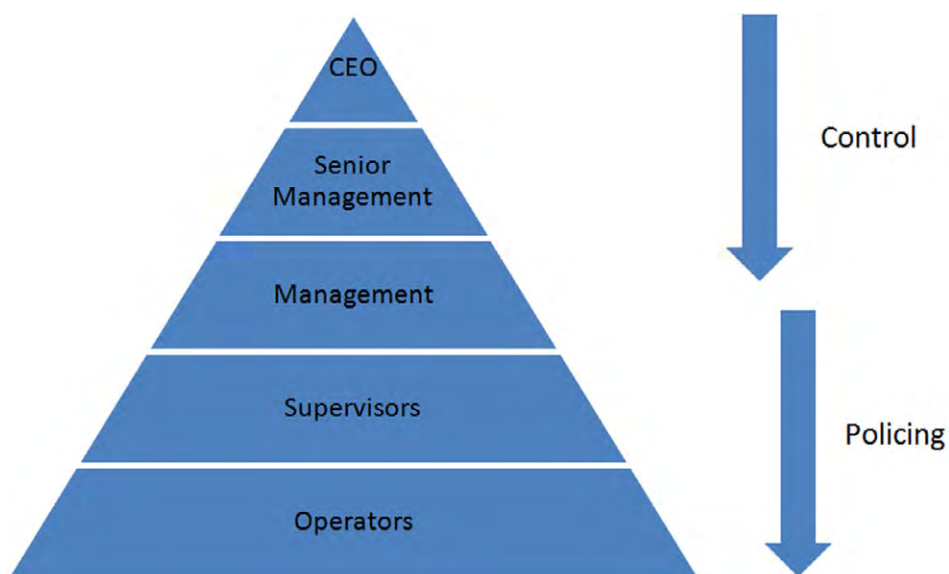 CEO
Senior
Management
Management
Supervisors
Operators
Control
Policing